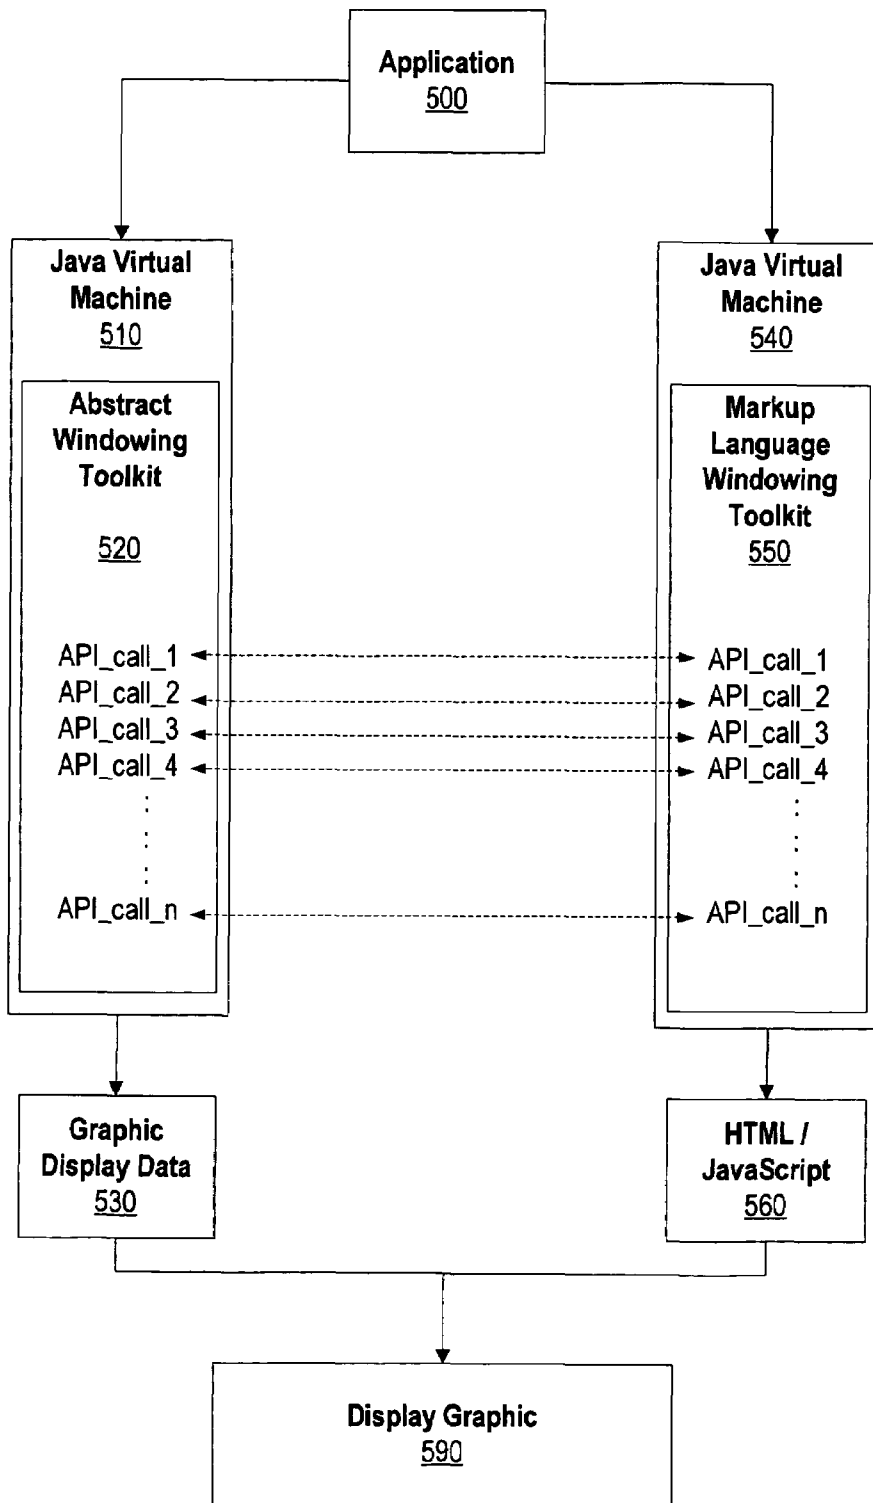 Application
500
Java Virtual
Machine
510
Abstract
Windowing
Toolkit
520
API_call_1
API_call_2
API_call_3
API_call_4
API_call_n
Java Virtual
Machine
540
Markup
Language
Windowing
Toolkit
550
API_call_1
API_call_2
API_call_3
API_call_4
API_call_n
Graphic
Display Data
530
HTML /
JavaScript
560
Display Graphic
590